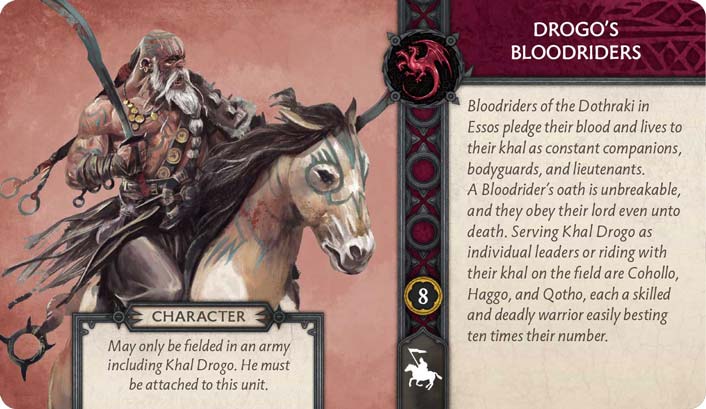 DROGO'S
BLOODRIDERS
Bloodriders of the Dothraki in
Essos pledge their blood and lives to
their khal as constant companions,
bodyguards, and lieutenants.
A Bloodrider's oath is unbreakable,
and they obey their lord even unto
death. Serving Khal Drogo as
individual leaders or riding with
their khal on the field are Cohollo,
Haggo, and Qotho, each a skilled
and deadly warrior easily besting
ten times their number.
8
CHARACTER
May only be fielded in an army
including Khal Drogo. He must
be attached to this unit.